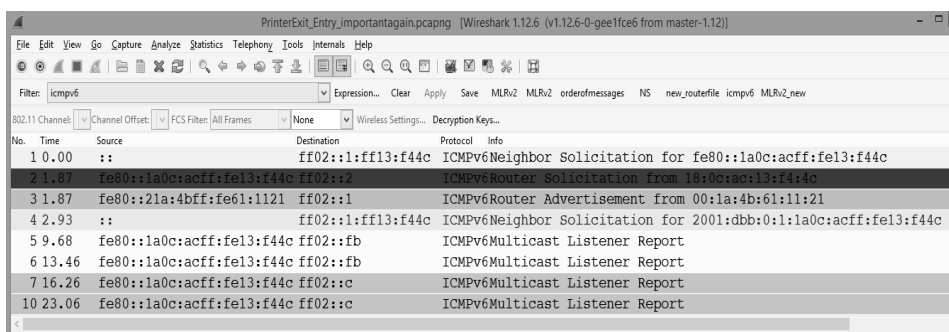 PrinterExit_Entry_importantagain.pcapng [Wireshark 1.12.6 (v1.12.6-0-gee1fce6 from master-1.12)]
File Edit View Go Capture Analyze Statistics Telephony Tools Internals Help
Filter: icmpv6 Expression... Clear Apply Save MLRv2 MLRv2 orderofmessages NS new_routerfile icmpv6 MLRv2_new
802.11 Channel: Channel Offset: FCS Filter: All Frames None Wireless Settings... Decryption Keys...
No. Time Source Destination Protocol Info
1 0.00 :: ff02::1:ff13:f44c ICMPv6 Neighbor Solicitation for fe80::1a0c:acff:fe13:f44c
2 1.87 fe80::1a0c:acff:fe13:f44c ff02::2 ICMPv6 Router Solicitation from 18:0c:ac:13:f4:4c
3 1.87 fe80::21a:4bff:fe61:1121 ff02::1 ICMPv6 Router Advertisement from 00:1a:4b:61:11:21
4 2.93 :: ff02::1:ff13:f44c ICMPv6 Neighbor Solicitation for 2001:dbb:0:1:1a0c:acff:fe13:f44c
5 9.68 fe80::1a0c:acff:fe13:f44c ff02::fb ICMPv6 Multicast Listener Report
6 13.46 fe80::1a0c:acff:fe13:f44c ff02::fb ICMPv6 Multicast Listener Report
7 16.26 fe80::1a0c:acff:fe13:f44c ff02::c ICMPv6 Multicast Listener Report
10 23.06 fe80::1a0c:acff:fe13:f44c ff02::c ICMPv6 Multicast Listener Report